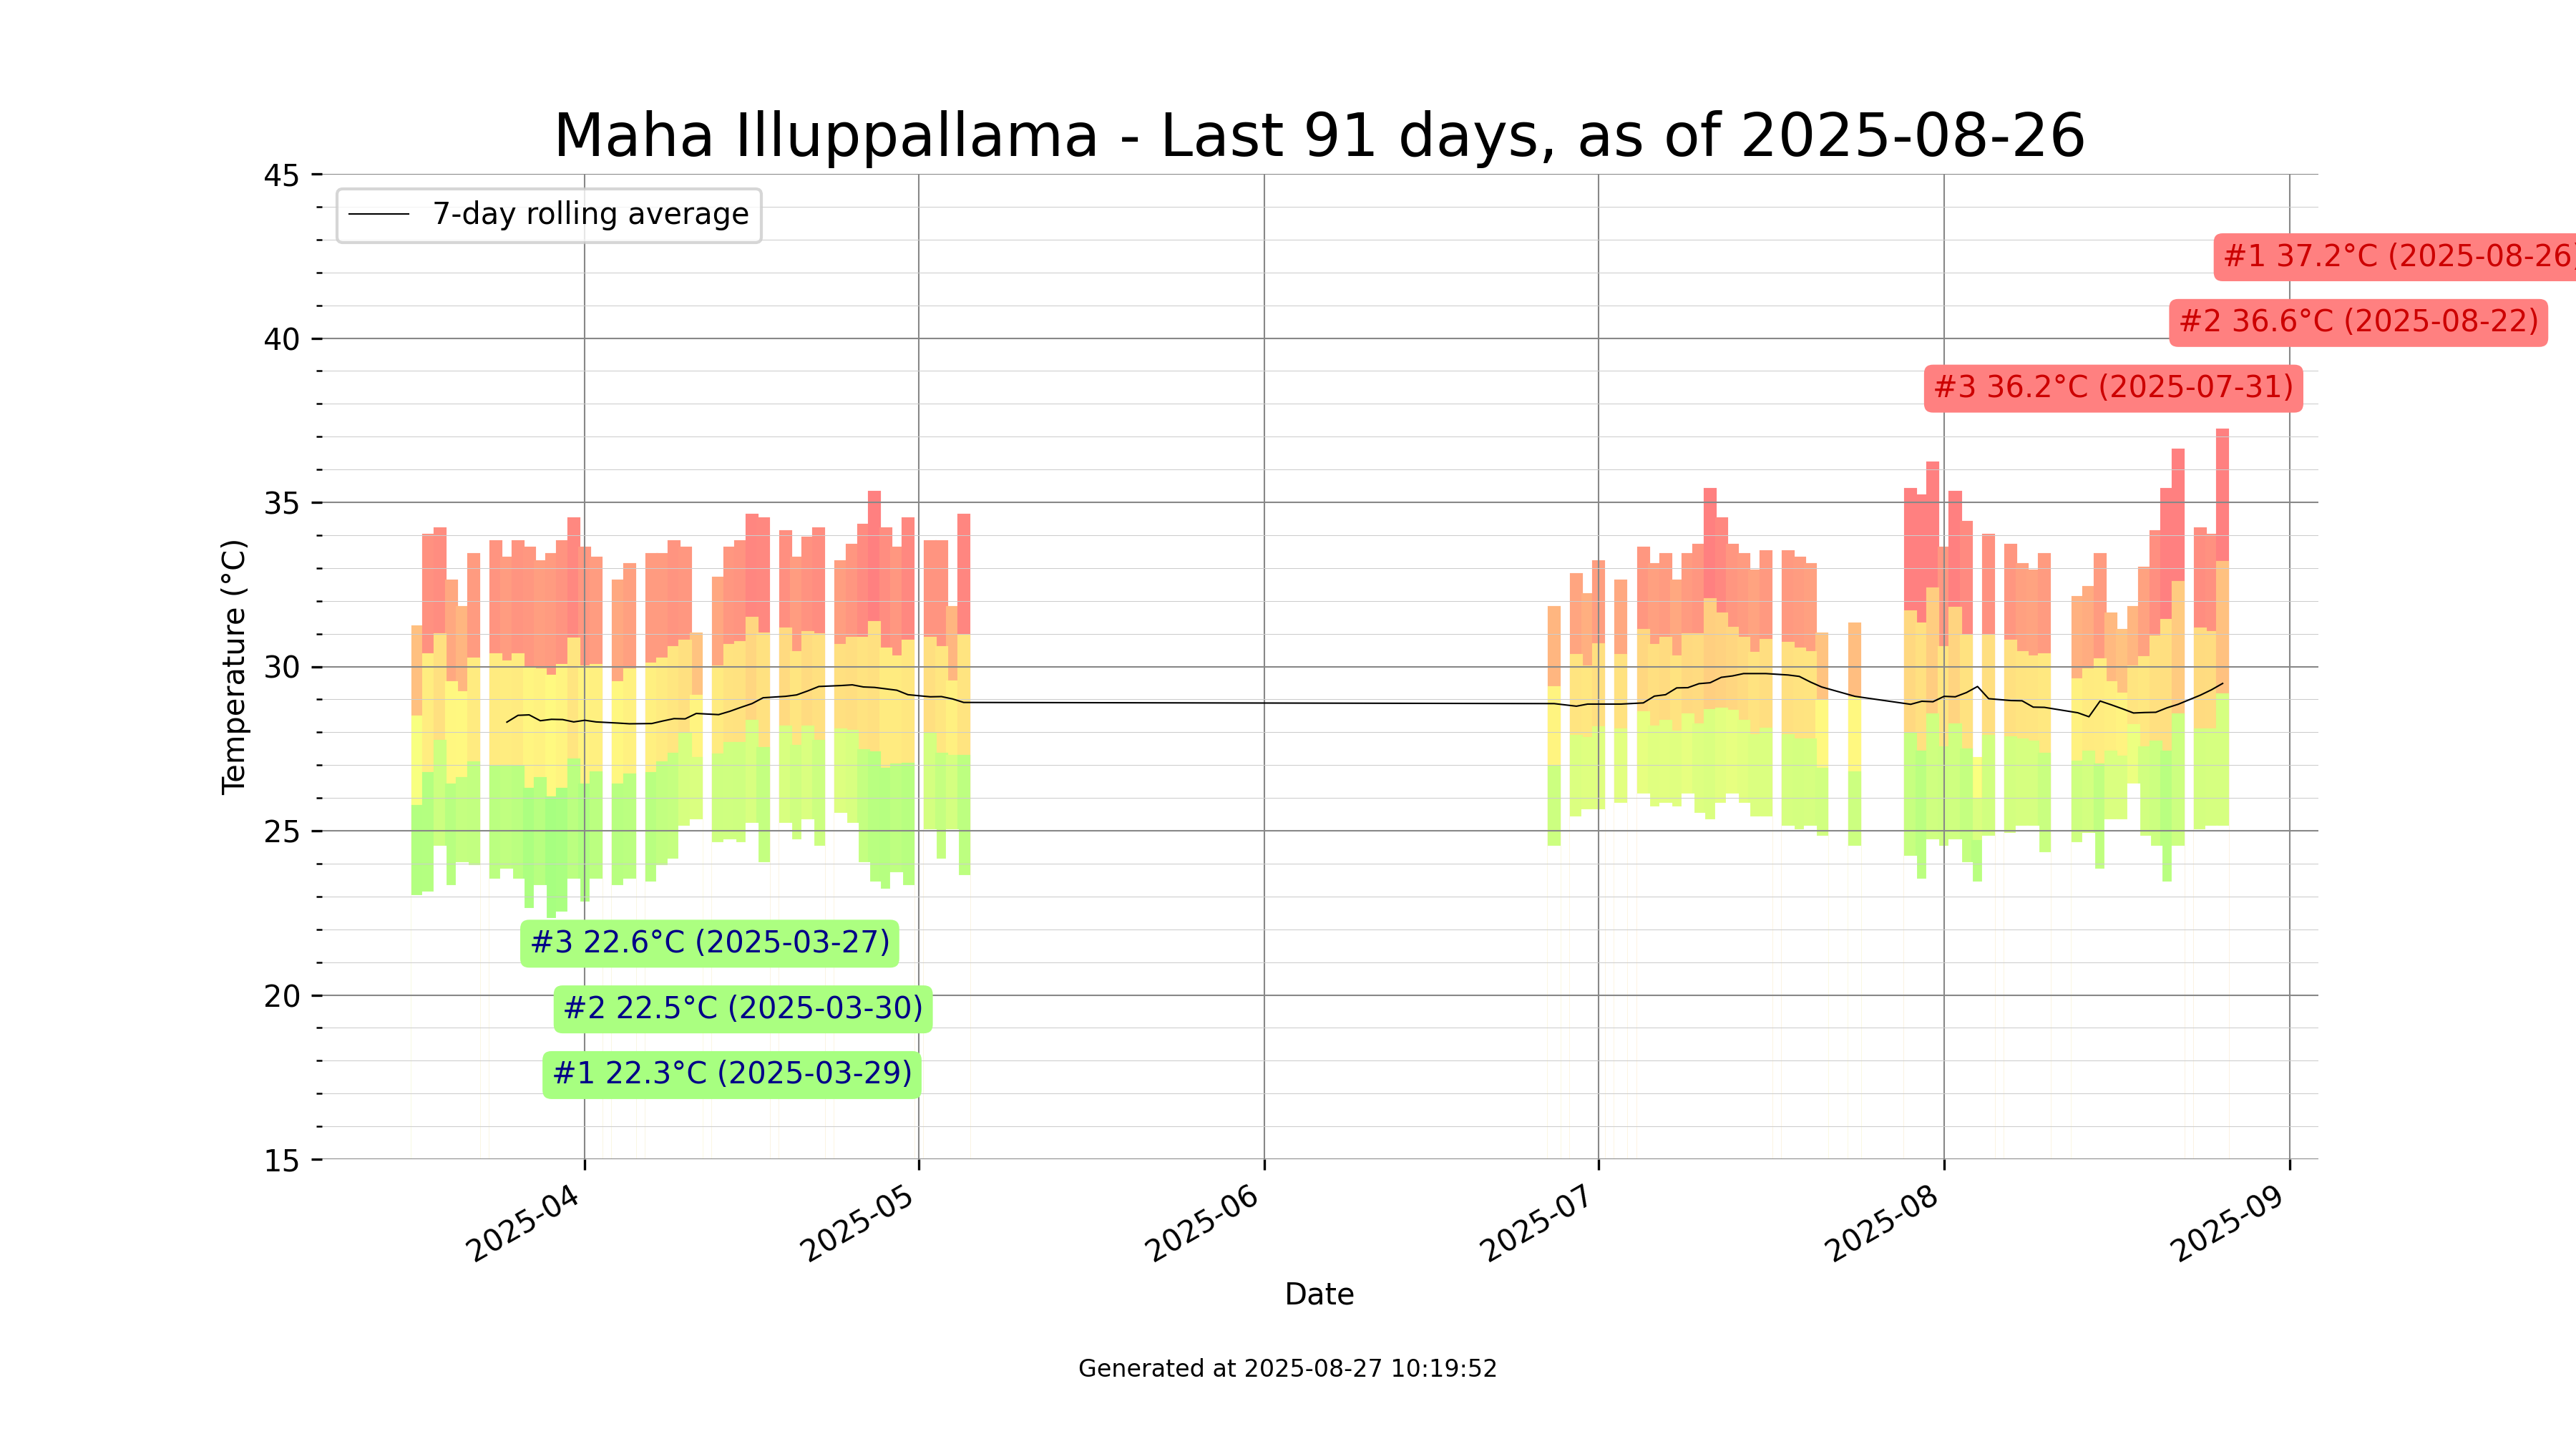 Maha Illuppallama - Last 91 days, as of 2025-08-26
7-day rolling average
#1 37.2°C (2025-08-26)
#2 36.6°C (2025-08-22)
#3 36.2°C (2025-07-31)
#3 22.6°C (2025-03-27)
#2 22.5°C (2025-03-30)
#1 22.3°C (2025-03-29)
Temperature (°C)
45
40
35
30
25
20
15
2025-04
2025-05
2025-06
2025-07
2025-08
2025-09
Date
Generated at 2025-08-27 10:19:52